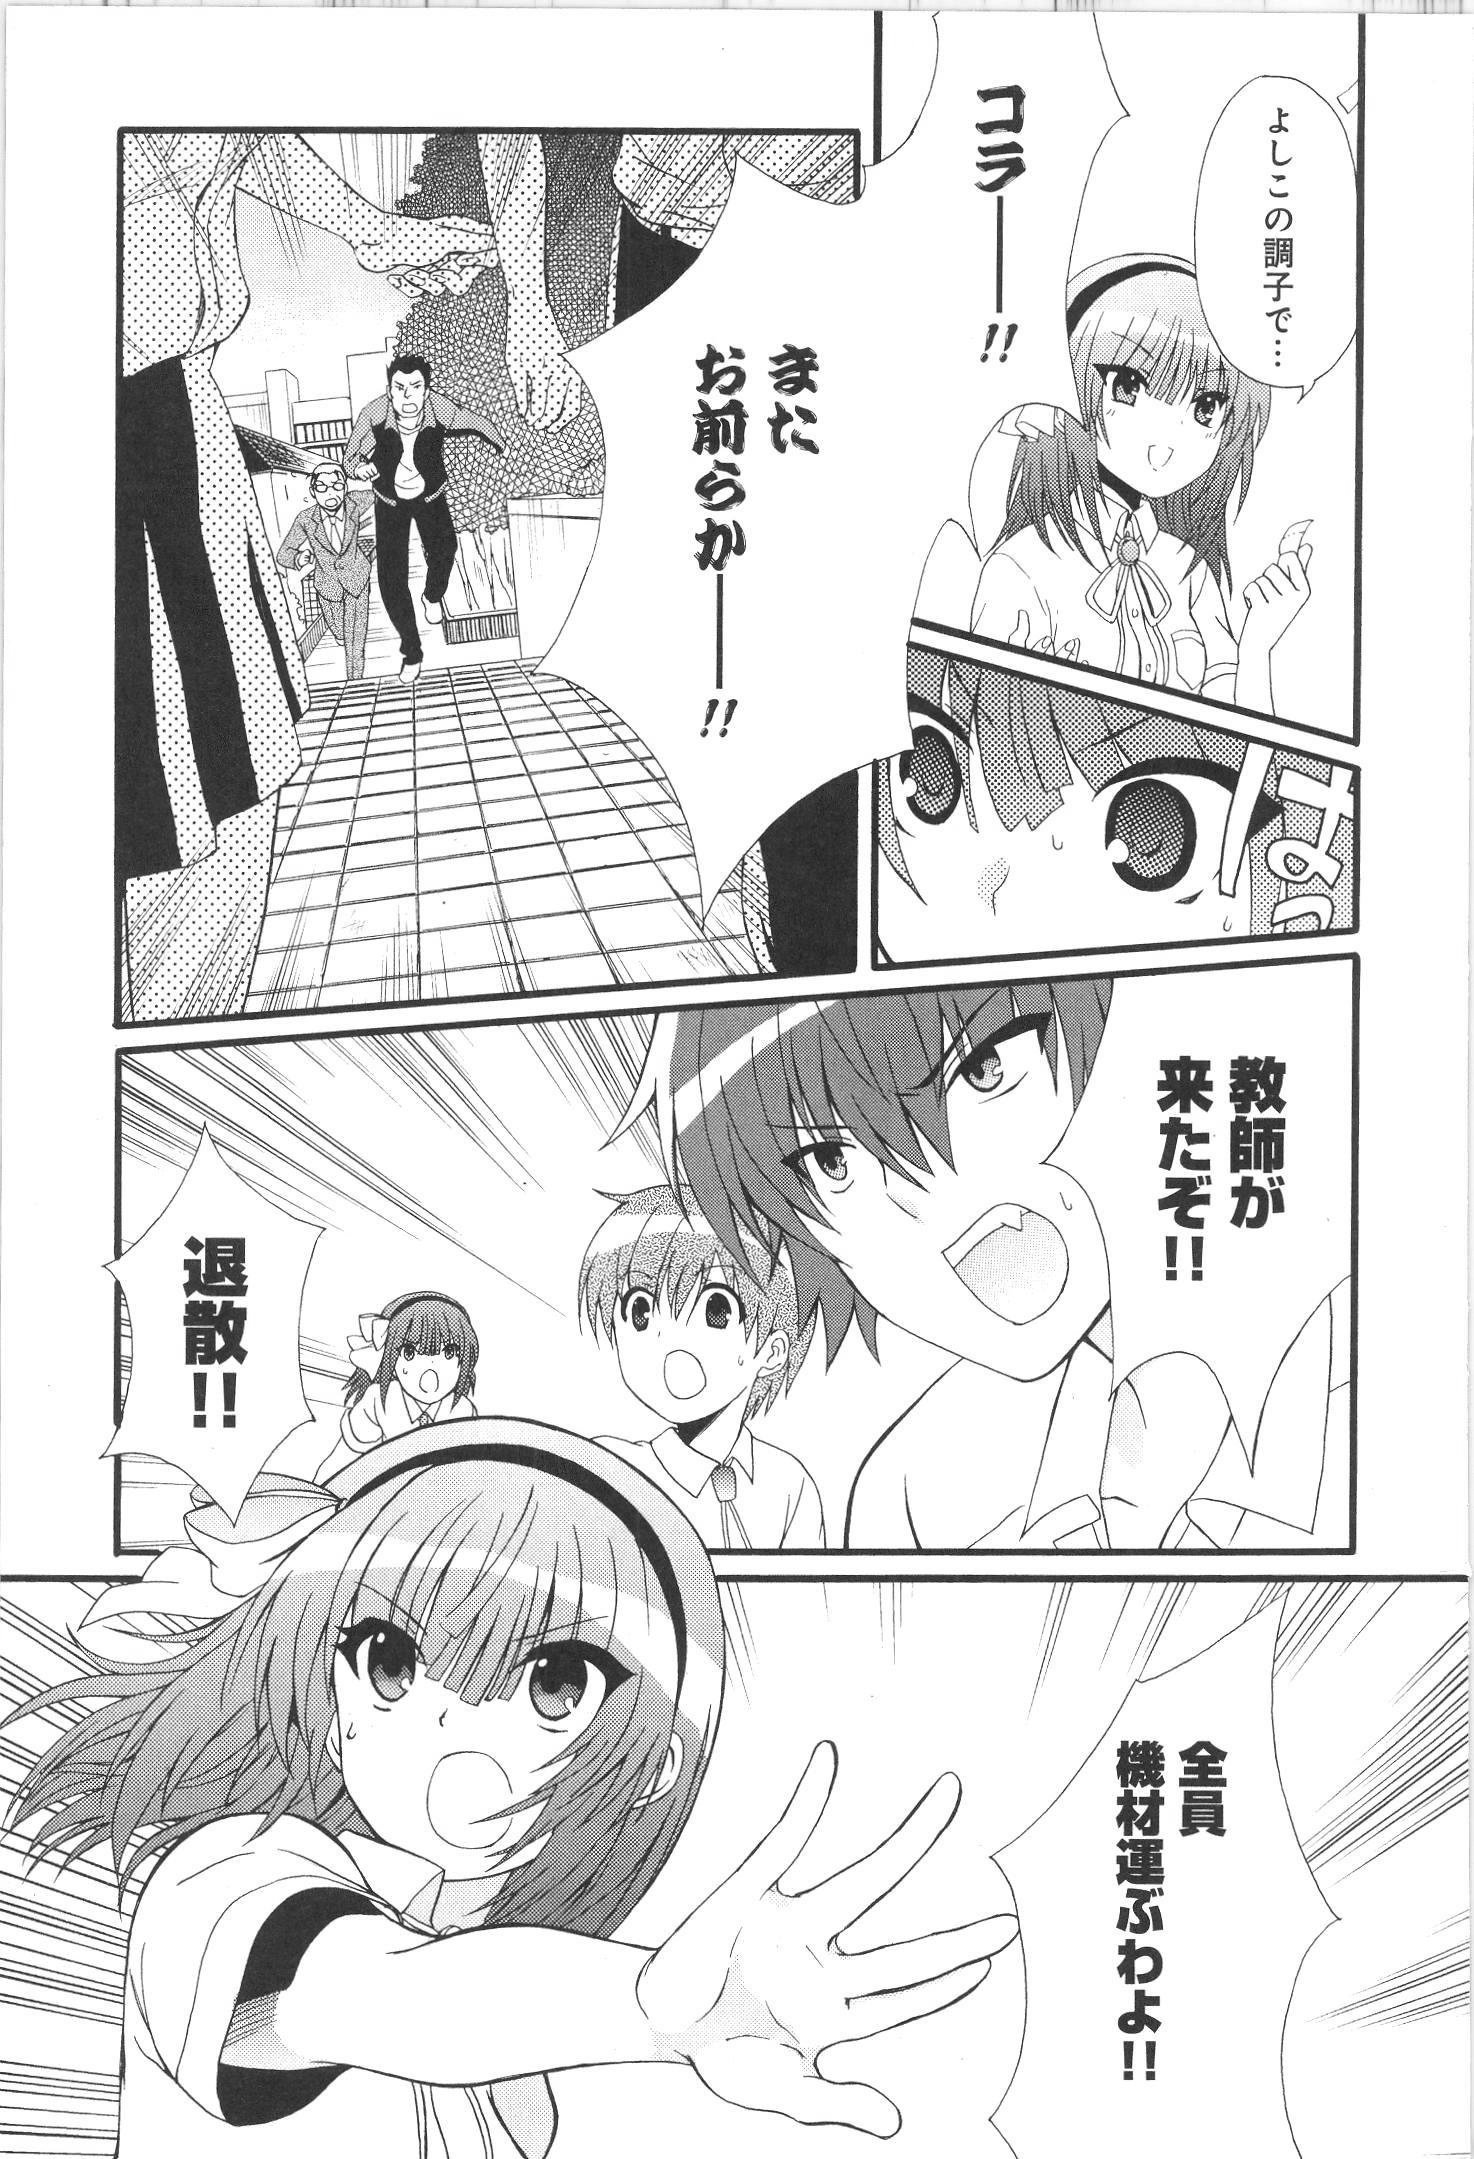 よしこの調子で…
コラ――!!
また
お前らか――!!
はっ
教師が
来たぞ!!
退散!!
全員
機材運ぶわよ!!